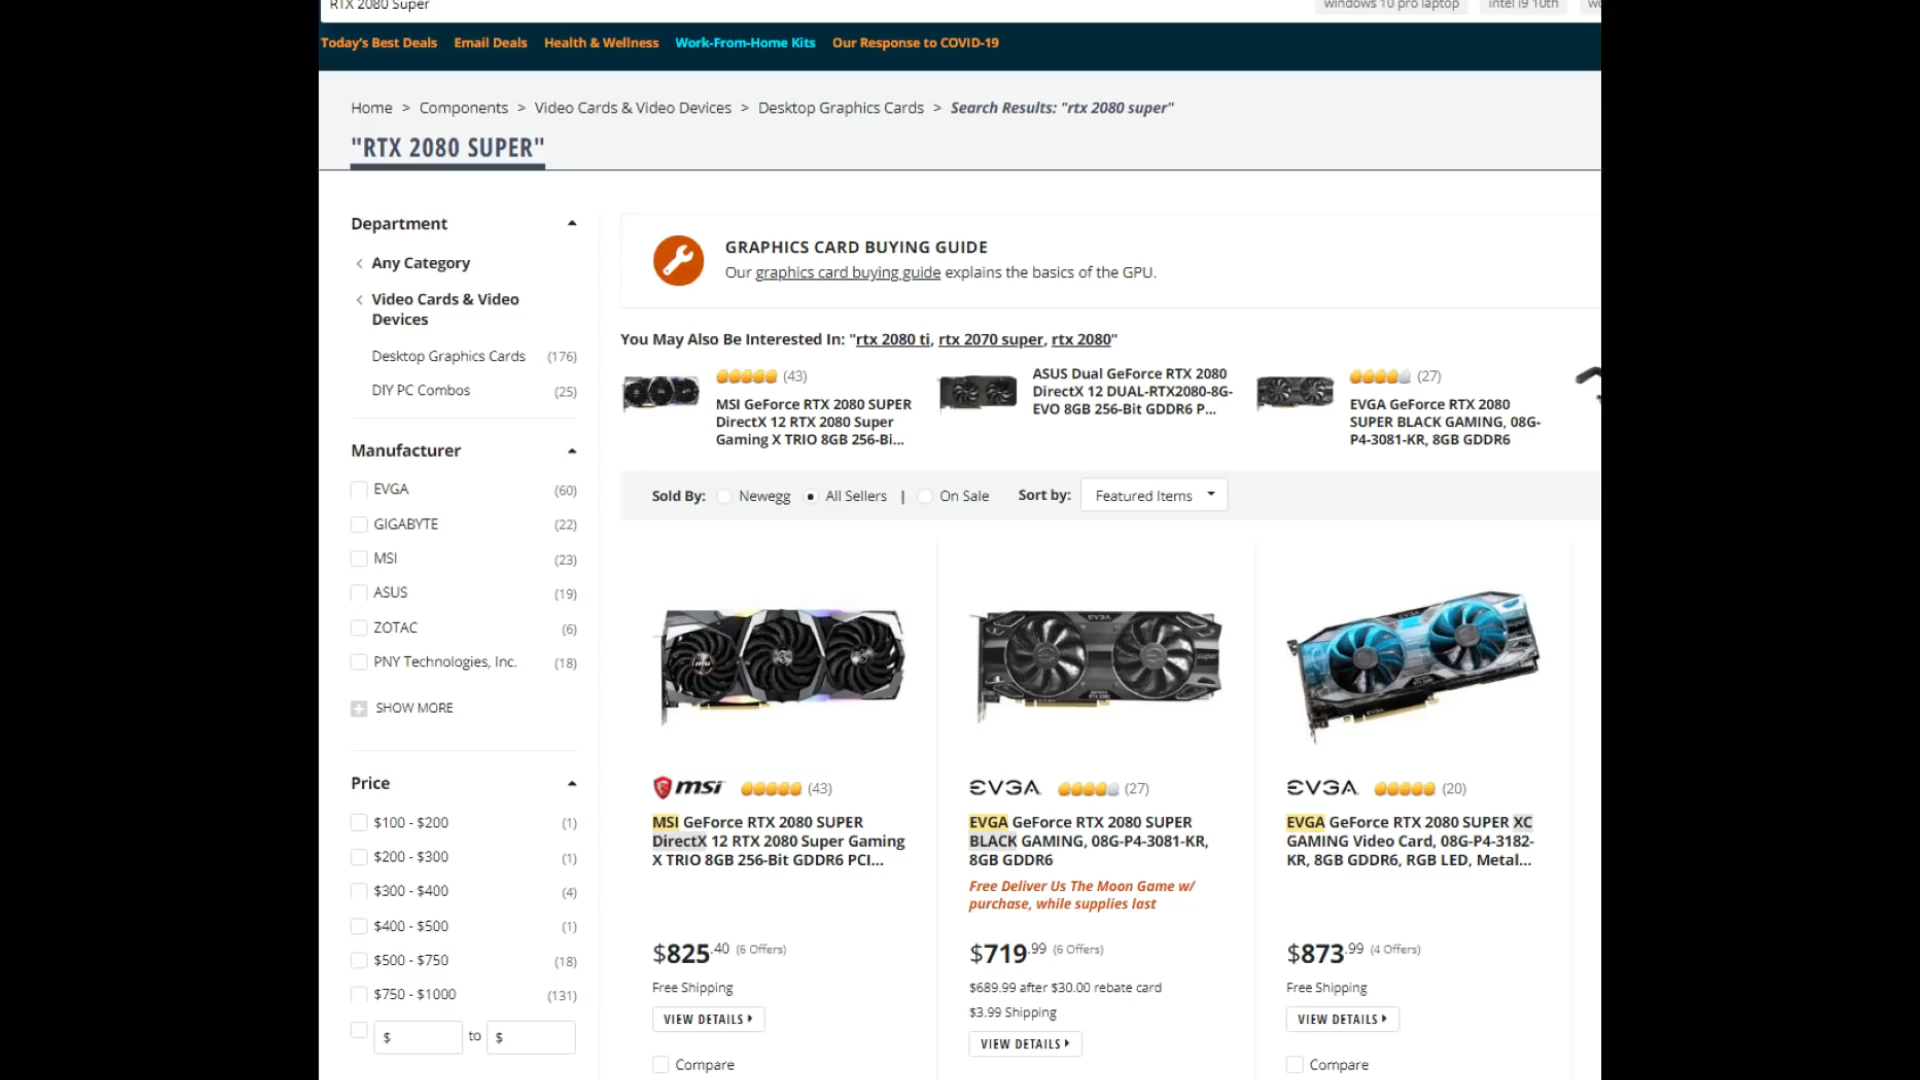 RTX 2080 Super
windows 10 pro laptop
intel i9 10th
Today's Best Deals Email Deals Health & Wellness Work-From-Home Kits Our Response to COVID-19
Home > Components > Video Cards & Video Devices > Desktop Graphics Cards > Search Results: "rtx 2080 super"
"RTX 2080 SUPER"
Department
Any Category
Video Cards & Video
Devices
Desktop Graphics Cards (176)
DIY PC Combos (25)
Manufacturer
EVGA (60)
GIGABYTE (22)
MSI (23)
ASUS (19)
ZOTAC (6)
PNY Technologies, Inc. (18)
SHOW MORE
Price
$100 - $200 (1)
$200 - $300 (1)
$300 - $400 (4)
$400 - $500 (1)
$500 - $750 (18)
$750 - $1000 (131)
$ to $
GRAPHICS CARD BUYING GUIDE
Our graphics card buying guide explains the basics of the GPU.
You May Also Be Interested In: "rtx 2080 ti, rtx 2070 super, rtx 2080"
(43)
MSI GeForce RTX 2080 SUPER
DirectX 12 RTX 2080 Super
Gaming X TRIO 8GB 256-Bi...
ASUS Dual GeForce RTX 2080
DirectX 12 DUAL-RTX2080-8G-
EVO 8GB 256-Bit GDDR6 P...
(27)
EVGA GeForce RTX 2080
SUPER BLACK GAMING, 08G-
P4-3081-KR, 8GB GDDR6
Sold By: Newegg All Sellers | On Sale Sort by: Featured Items
msi (43)
MSI GeForce RTX 2080 SUPER
DirectX 12 RTX 2080 Super Gaming
X TRIO 8GB 256-Bit GDDR6 PCI...
$825.40 (6 Offers)
Free Shipping
VIEW DETAILS
Compare
EVGA
EVGA (27)
EVGA GeForce RTX 2080 SUPER
BLACK GAMING, 08G-P4-3081-KR,
8GB GDDR6
Free Deliver Us The Moon Game w/
purchase, while supplies last
$719.99 (6 Offers)
$689.99 after $30.00 rebate card
$3.99 Shipping
VIEW DETAILS
EVGA (20)
EVGA GeForce RTX 2080 SUPER XC
GAMING Video Card, 08G-P4-3182-
KR, 8GB GDDR6, RGB LED, Metal...
$873.99 (4 Offers)
Free Shipping
VIEW DETAILS
Compare